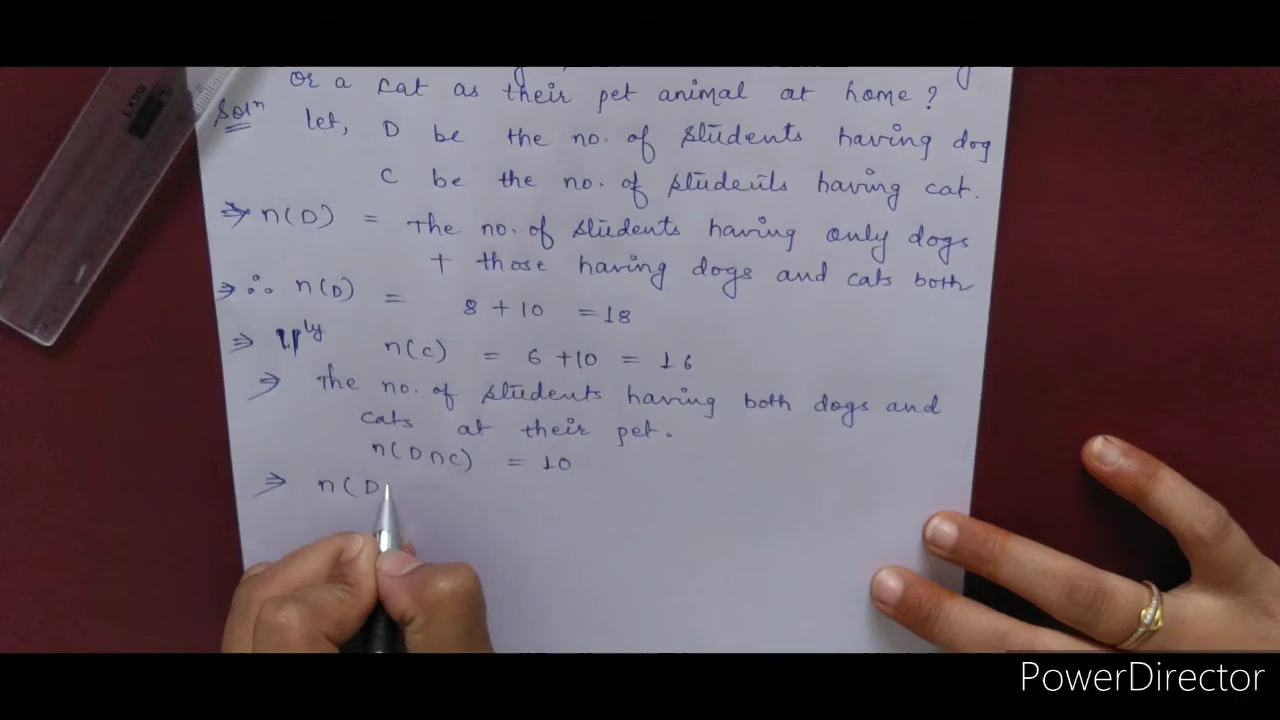 or a cat as their pet animal at home?
Solⁿ let, D be the no. of students having dog
C be the no. of students having cat.
⇒ n(D) = The no. of students having only dogs
+ those having dogs and cats both
⇒ ∴ n(D) = 8 + 10 = 18
⇒ ly n(C) = 6 + 10 = 16
⇒ The no. of students having both dogs and
cats at their pet.
n(D∩C) = 10
⇒ n(D
PowerDirector